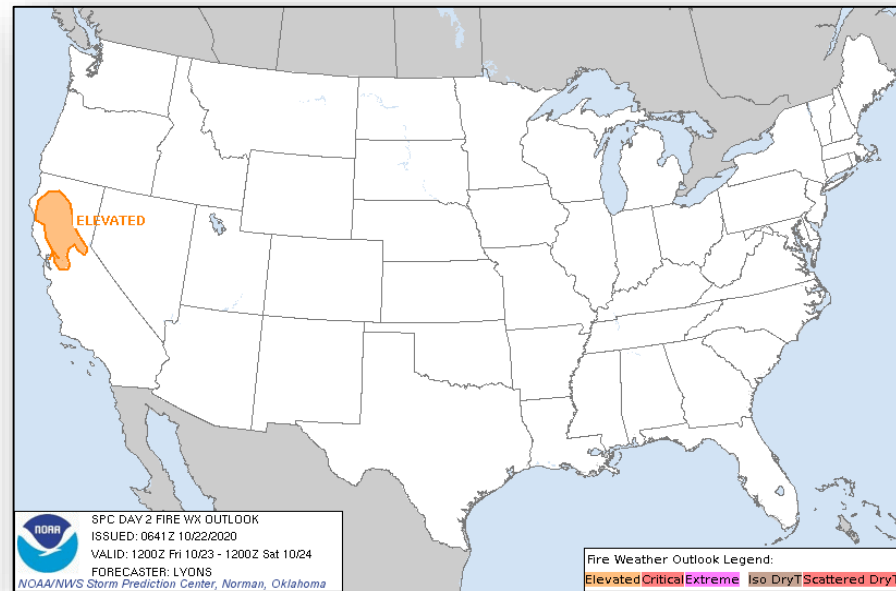 ELEVATED
NOAA
SPC DAY 2 FIRE WX OUTLOOK
ISSUED: 0641Z 10/22/2020
VALID: 1200Z Fri 10/23 - 1200Z Sat 10/24
FORECASTER: LYONS
NOAA/NWS Storm Prediction Center, Norman, Oklahoma
Fire Weather Outlook Legend:
Elevated Critical Extreme Iso DryT Scattered DryT